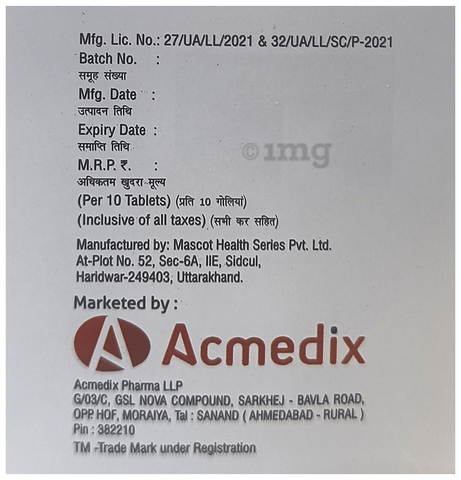 Mfg. Lic. No.: 27/UA/LL/2021 & 32/UA/LL/SC/P-2021
Batch No. :
समूह संख्या
Mfg. Date :
उत्पादन तिथि
Expiry Date :
समाप्ति तिथि
©1mg
M.R.P. ₹. :
अधिकतम खुदरा मूल्य
(Per 10 Tablets) (प्रति 10 गोलियां)
(Inclusive of all taxes) (सभी कर सहित)
Manufactured by: Mascot Health Series Pvt. Ltd.
At-Plot No. 52, Sec-6A, IIE, Sidcul,
Haridwar-249403, Uttarakhand.
Marketed by :
Acmedix
Acmedix Pharma LLP
G/03/C, GSL NOVA COMPOUND, SARKHEJ - BAVLA ROAD,
OPP HOF, MORAIYA, Tal : SANAND ( AHMEDABAD - RURAL )
Pin : 382210
TM -Trade Mark under Registration